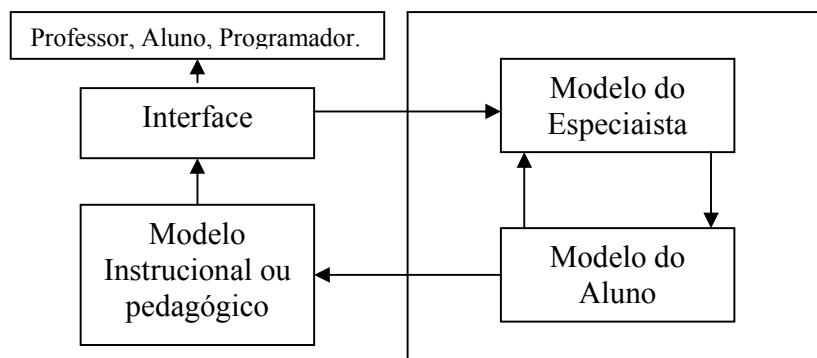 Professor, Aluno, Programador.
Interface
Modelo do
Especiaista
Modelo
Instrucional ou
pedagógico
Modelo do
Aluno